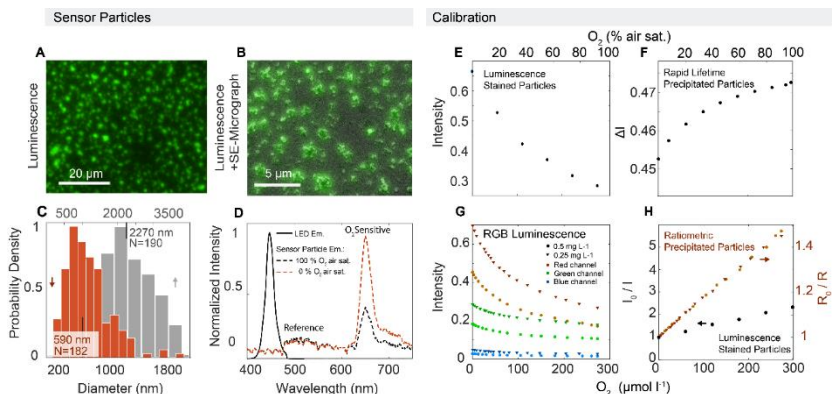 Sensor Particles
Calibration
A
Luminescence
20 µm
B
Luminescence
+SE-Micrograph
5 µm
C
500 2000 3500
Probability Density
1
0.5
0
2270 nm
N=190
590 nm
N=182
200 1000 1800
Diameter (nm)
D
Normalized Intensity
1
0.5
0
O2 Sensitive
LED Em.
Sensor Particle Em.:
100 % O2 air sat.
0 % O2 air sat.
Reference
400 500 600 700
Wavelength (nm)
O2 (% air sat.)
E
20 40 60 80 100
Luminescence
Stained Particles
Intensity
0.6
0.5
0.4
0.3
F
20 40 60 80 100
Rapid Lifetime
Precipitated Particles
ΔI
0.47
0.46
0.45
G
RGB Luminescence
0.5 mg L-1
0.25 mg L-1
Red channel
Green channel
Blue channel
Intensity
0.6
0.4
0.2
0
0 100 200 300
H
Ratiometric
Precipitated Particles
I0 / I
5
4
3
2
1
0
R0 / R
1.4
1.2
1
Luminescence
Stained Particles
0 100 200 300
O2 (µmol l-1)